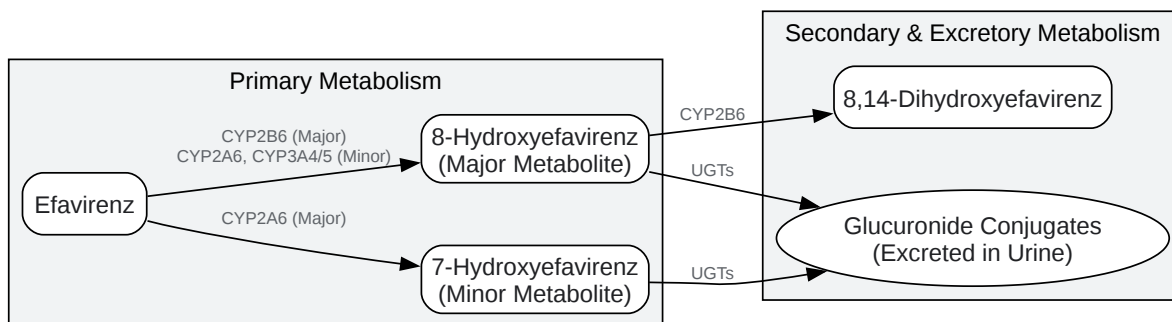 Primary Metabolism
Efavirenz
CYP2B6 (Major)
CYP2A6, CYP3A4/5 (Minor)
CYP2A6 (Major)
8-Hydroxyefavirenz
(Major Metabolite)
7-Hydroxyefavirenz
(Minor Metabolite)
CYP2B6
UGTs
UGTs
Secondary & Excretory Metabolism
8,14-Dihydroxyefavirenz
Glucuronide Conjugates
(Excreted in Urine)